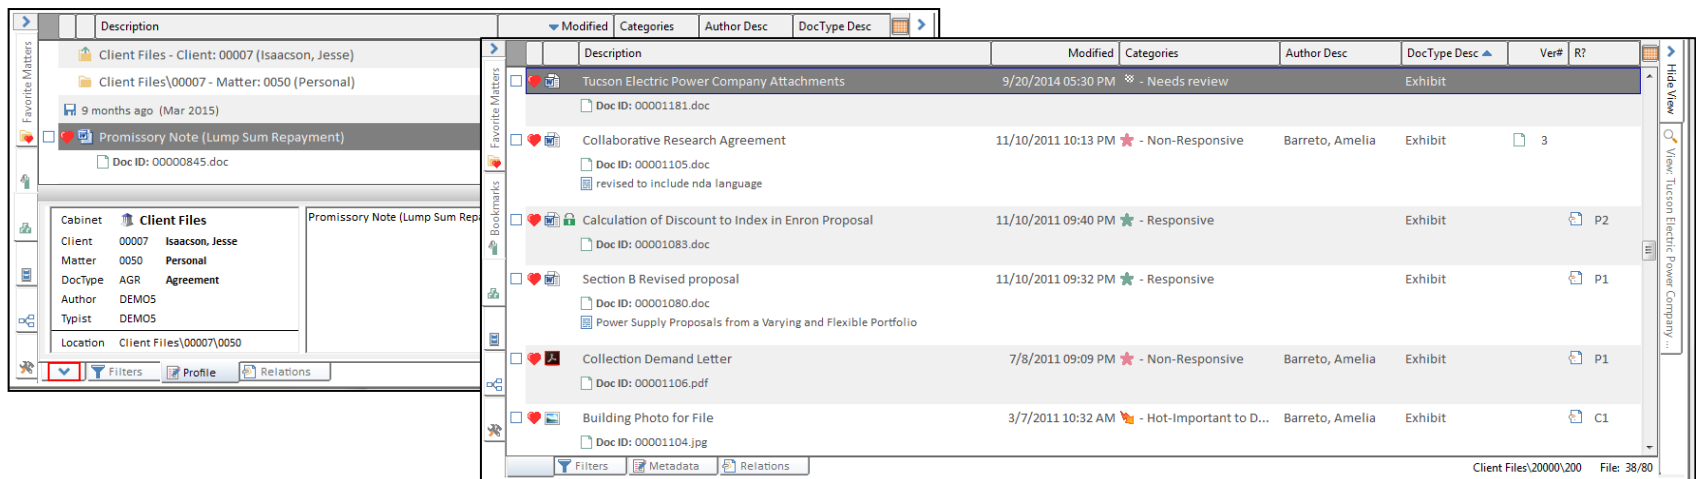 Description Modified Categories Author Desc DocType Desc
Favorite Matters
Client Files - Client: 00007 (Isaacson, Jesse)
Client Files\00007 - Matter: 0050 (Personal)
9 months ago (Mar 2015)
Promissory Note (Lump Sum Repayment)
Doc ID: 00000845.doc
Cabinet Client Files
Client 00007 Isaacson, Jesse
Matter 0050 Personal
DocType AGR Agreement
Author DEMO5
Typist DEMO5
Location Client Files\00007\0050
Promissory Note (Lump Sum Repa
Filters Profile Relations
Description Modified Categories Author Desc DocType Desc Ver# R?
Favorite Matters
Bookmarks
Tucson Electric Power Company Attachments 9/20/2014 05:30 PM - Needs review Exhibit
Doc ID: 00001181.doc
Collaborative Research Agreement 11/10/2011 10:13 PM - Non-Responsive Barreto, Amelia Exhibit 3
Doc ID: 00001105.doc
revised to include nda language
Calculation of Discount to Index in Enron Proposal 11/10/2011 09:40 PM - Responsive Exhibit P2
Doc ID: 00001083.doc
Section B Revised proposal 11/10/2011 09:32 PM - Responsive Exhibit P1
Doc ID: 00001080.doc
Power Supply Proposals from a Varying and Flexible Portfolio
Collection Demand Letter 7/8/2011 09:09 PM - Non-Responsive Barreto, Amelia Exhibit P1
Doc ID: 00001106.pdf
Building Photo for File 3/7/2011 10:32 AM - Hot-Important to D... Barreto, Amelia Exhibit C1
Doc ID: 00001104.jpg
Filters Metadata Relations
Client Files\20000\200 File: 38/80
Hide View
View: Tucson Electric Power Company ...